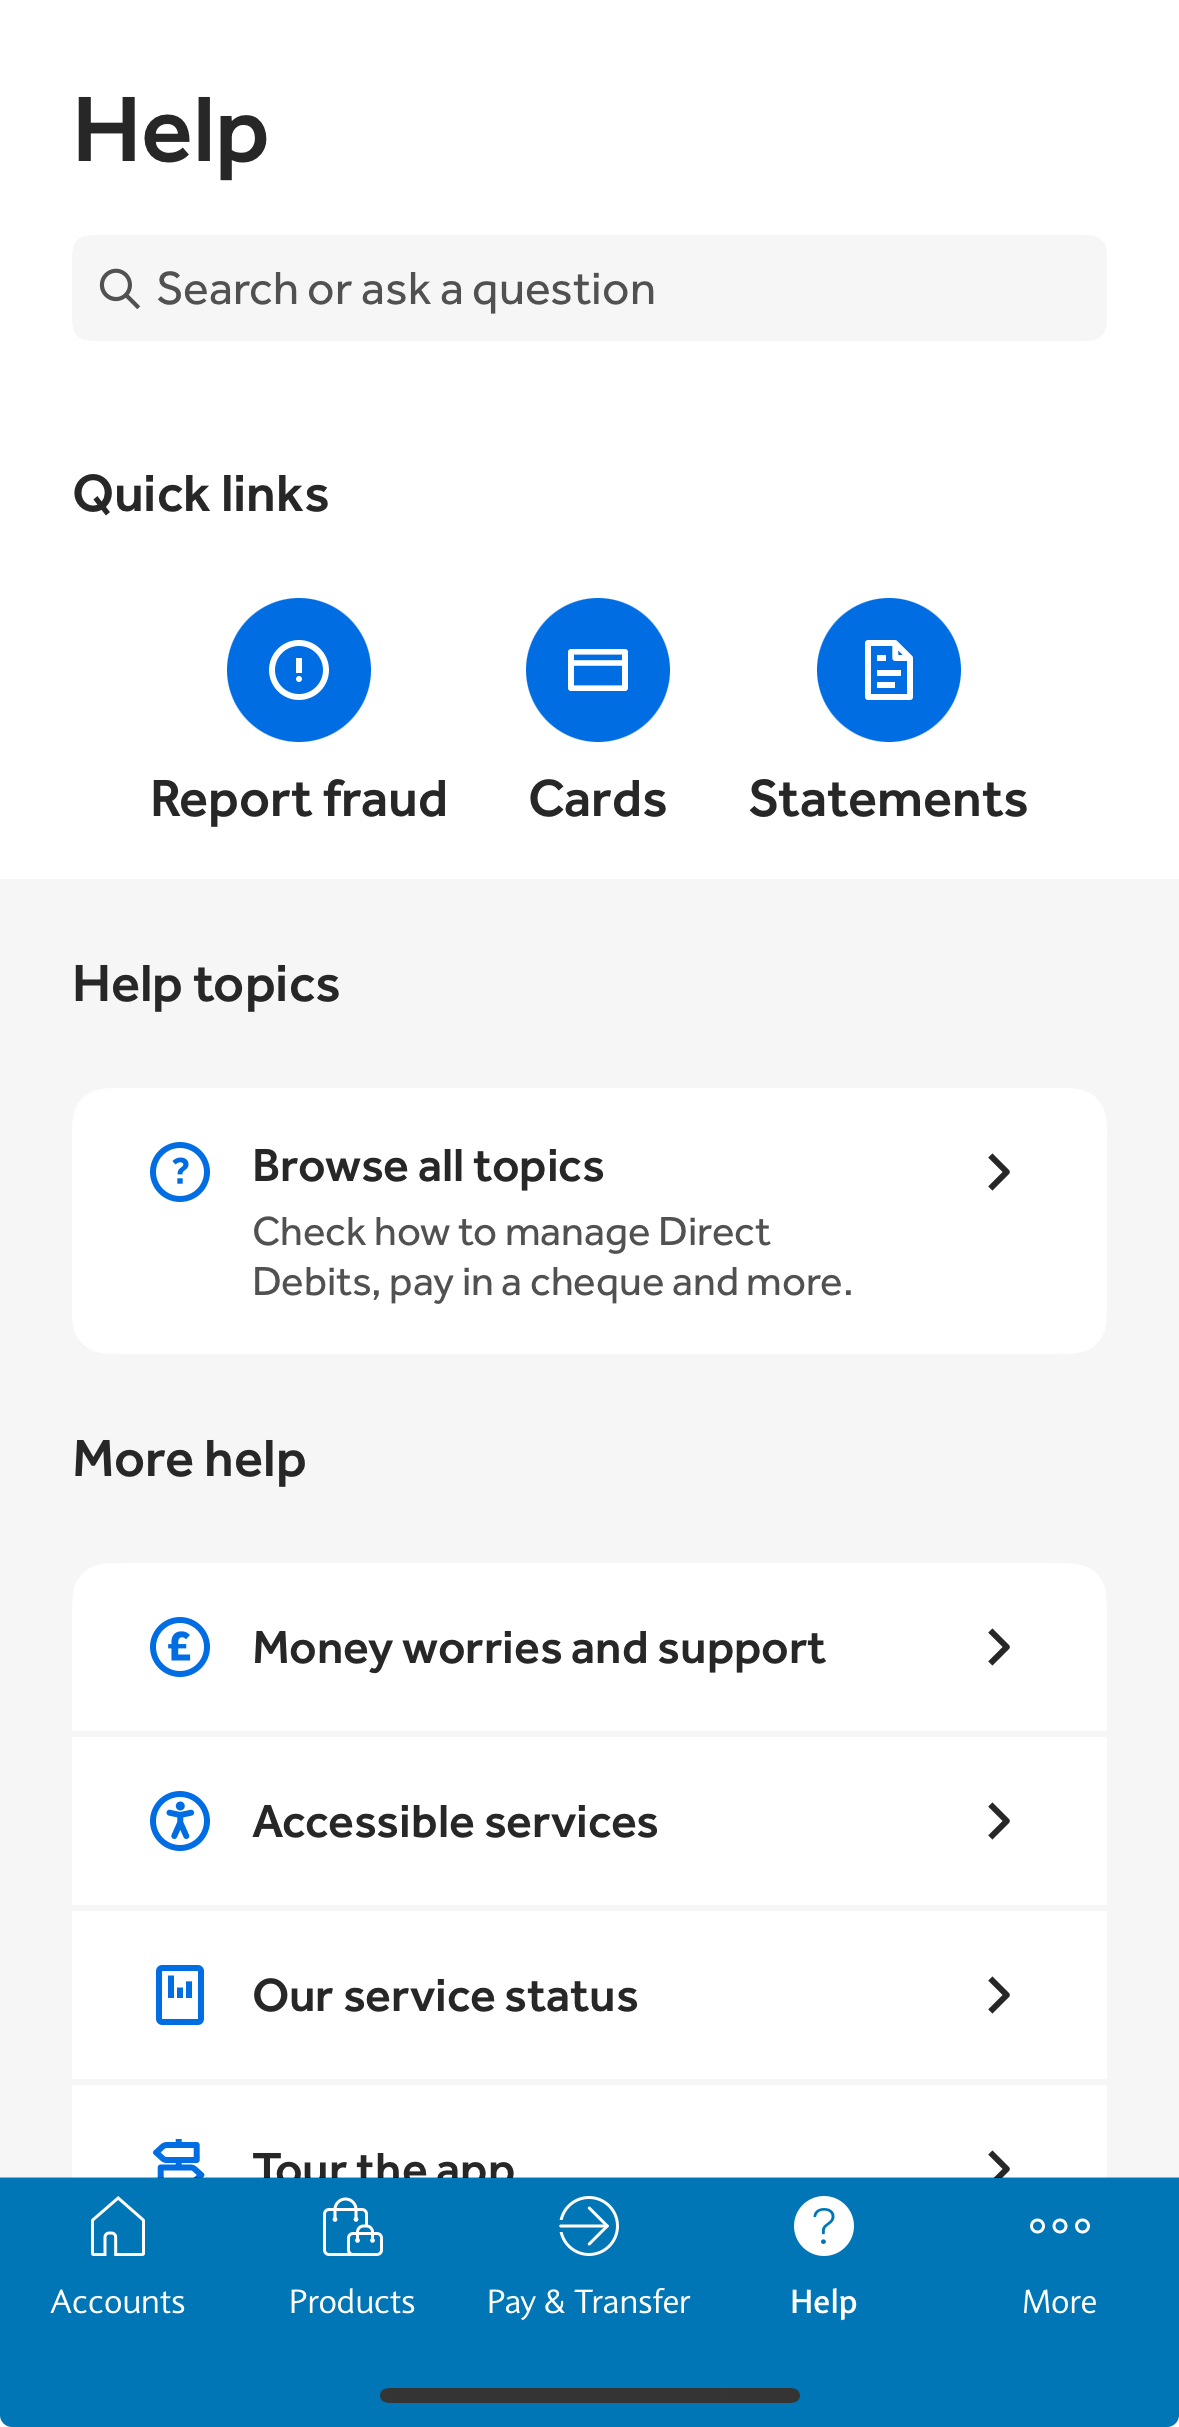 Help
Search or ask a question
Quick links
Report fraud
Cards
Statements
Help topics
Browse all topics
Check how to manage Direct
Debits, pay in a cheque and more.
More help
Money worries and support
Accessible services
Our service status
Tour the app
Accounts
Products
Pay & Transfer
Help
More